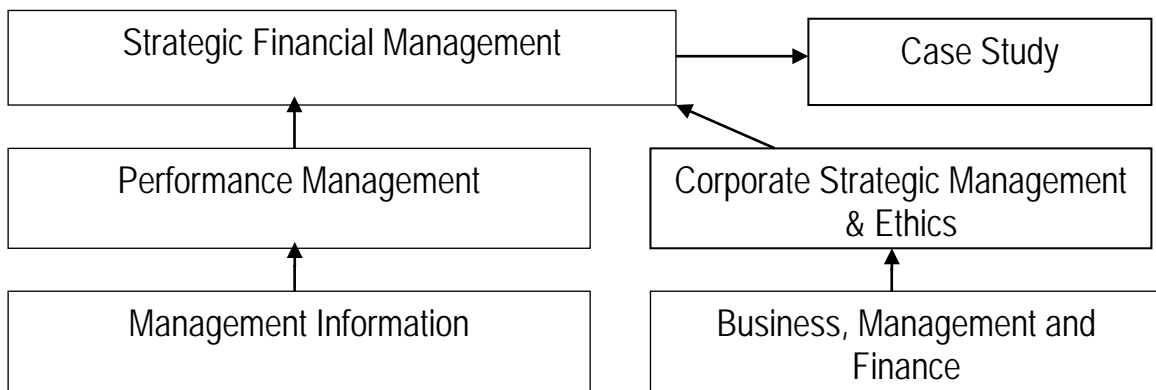 Strategic Financial Management
Case Study
Performance Management
Corporate Strategic Management
& Ethics
Management Information
Business, Management and
Finance